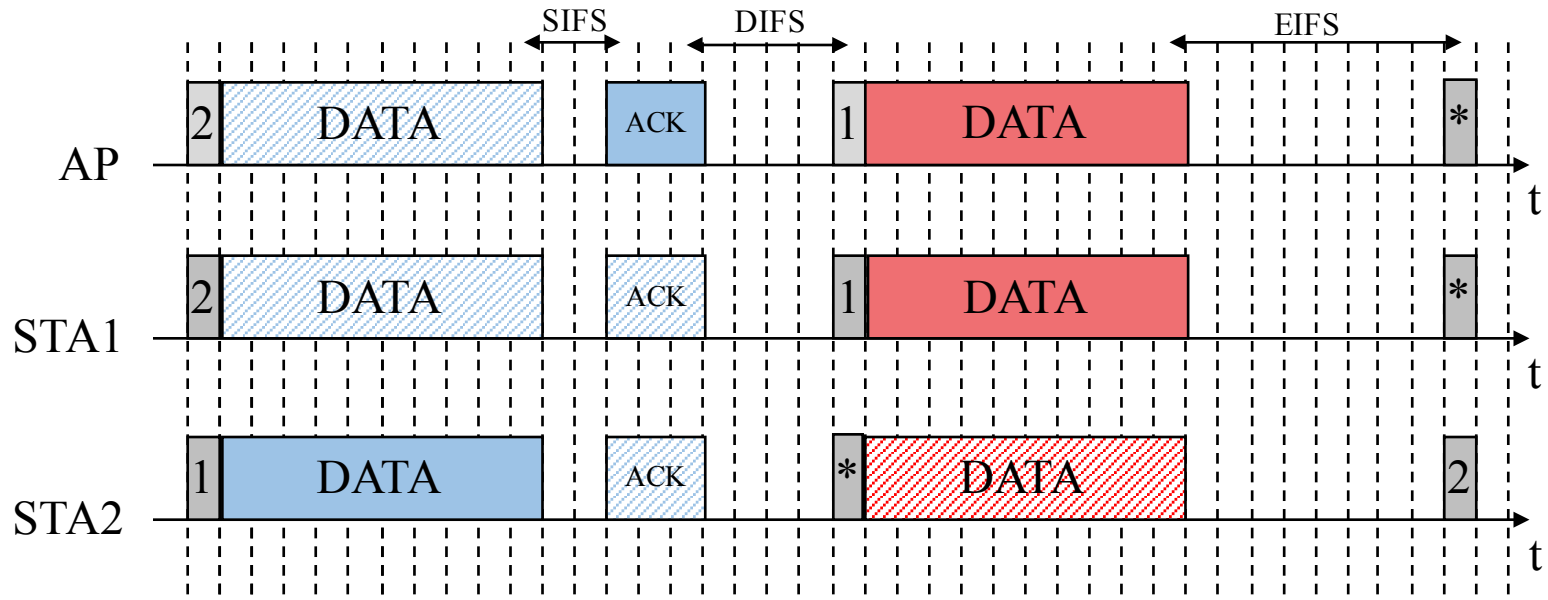 SIFS DIFS EIFS
2 DATA ACK 1 DATA *
AP
t
2 DATA ACK 1 DATA *
STA1
t
1 DATA ACK * DATA 2
STA2
t